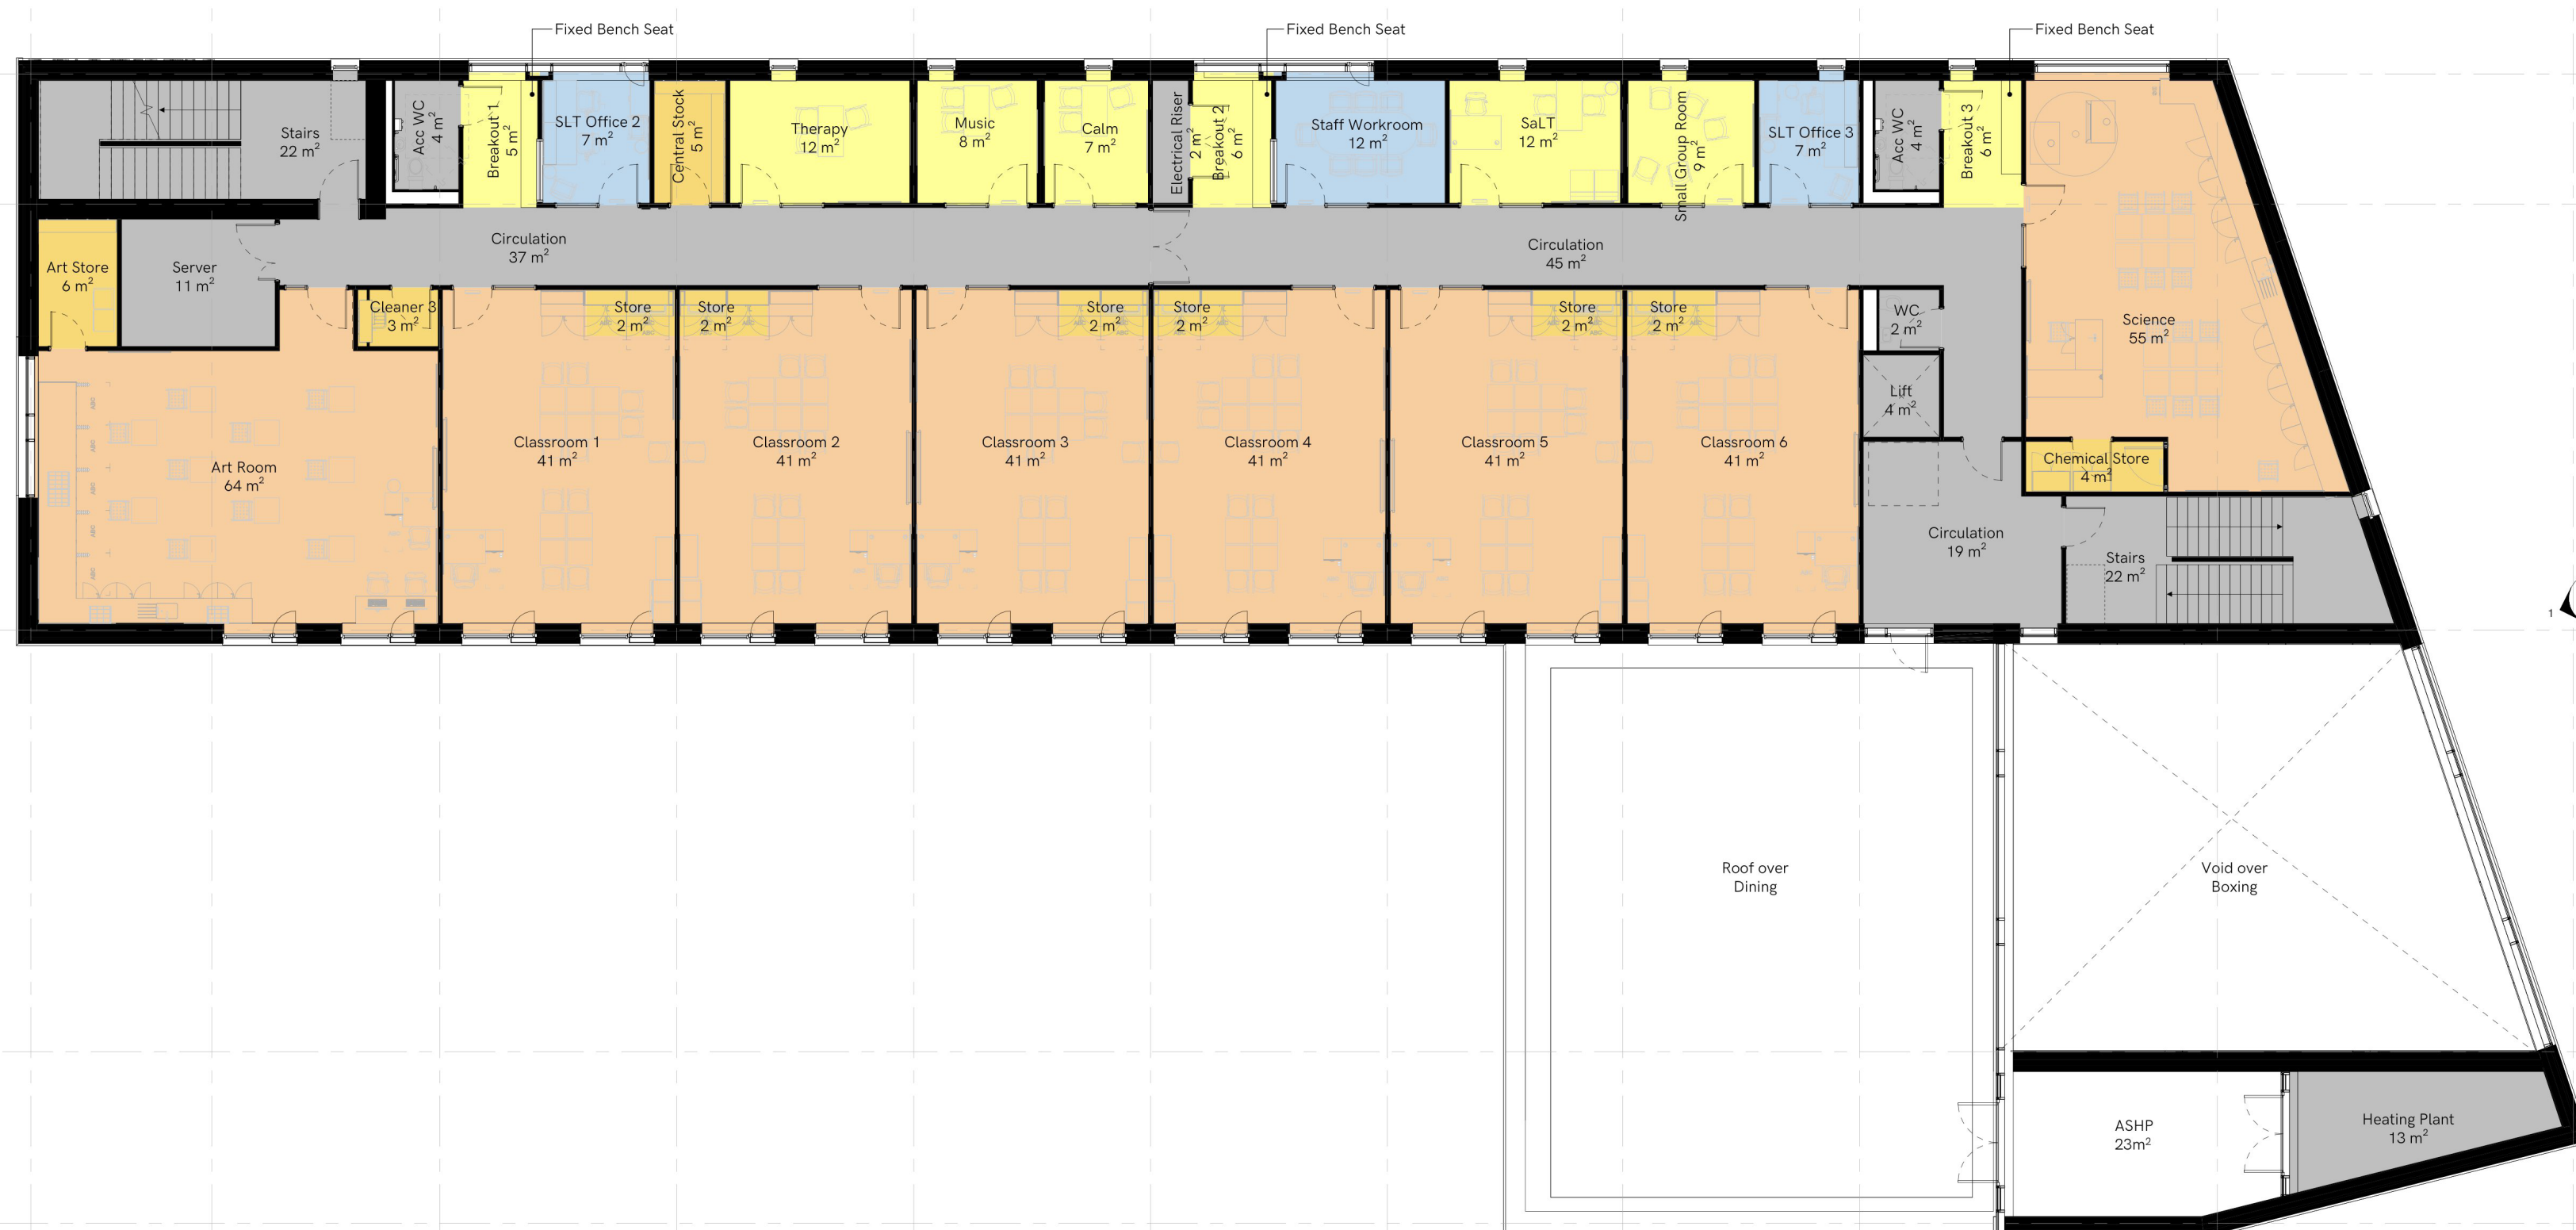 Fixed Bench Seat
Fixed Bench Seat
Fixed Bench Seat
Stairs
22 m²
Acc WC
4 m²
Breakout 1
5 m²
SLT Office 2
7 m²
Central Stock
5 m²
Therapy
12 m²
Music
8 m²
Calm
7 m²
Electrical Riser
2 m²
Breakout 2
6 m²
Staff Workroom
12 m²
SaLT
12 m²
Small Group Room
9 m²
SLT Office 3
7 m²
Acc WC
4 m²
Breakout 3
6 m²
Circulation
37 m²
Circulation
45 m²
Art Store
6 m²
Server
11 m²
Cleaner 3
3 m²
Store
2 m²
Store
2 m²
Store
2 m²
Store
2 m²
Store
2 m²
Store
2 m²
WC
2 m²
Science
55 m²
Lift
4 m²
Art Room
64 m²
Classroom 1
41 m²
Classroom 2
41 m²
Classroom 3
41 m²
Classroom 4
41 m²
Classroom 5
41 m²
Classroom 6
41 m²
Chemical Store
4 m²
Circulation
19 m²
Stairs
22 m²
ABC
ABC
ABC
ABC
ABC
1
Roof over
Dining
Void over
Boxing
ASHP
23m²
Heating Plant
13 m²